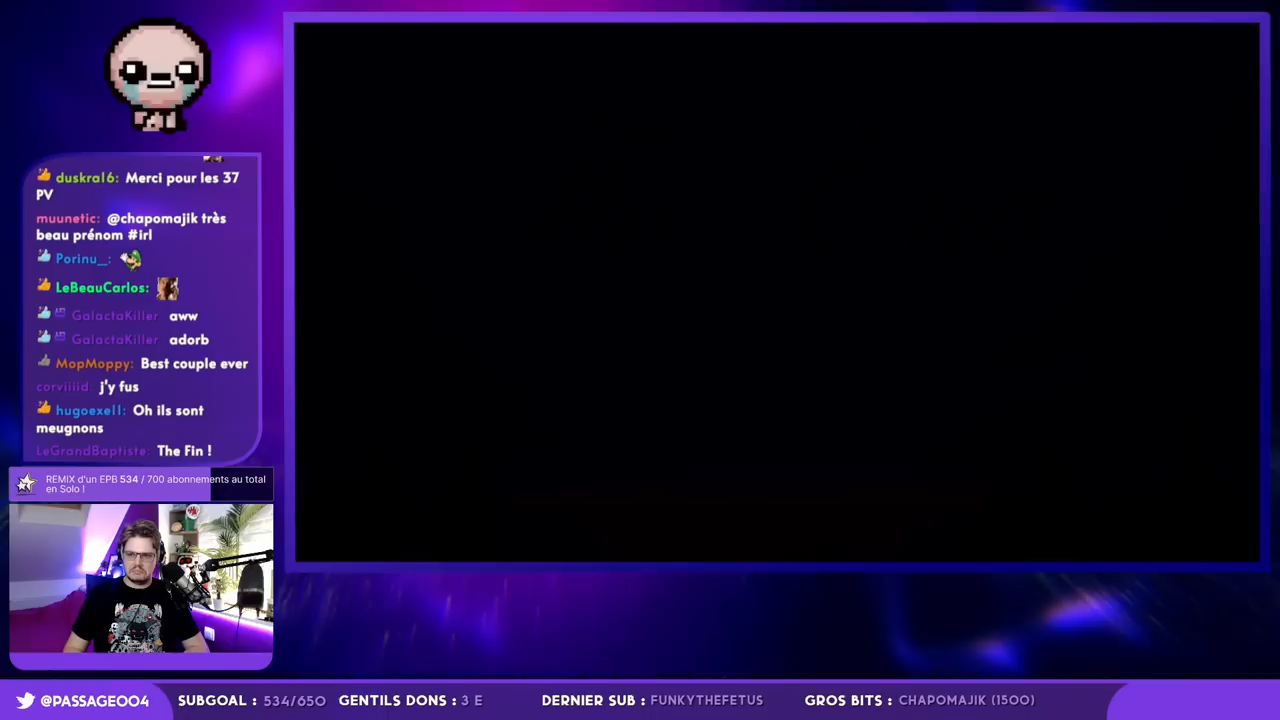 duskral6: Merci pour les 37
PV
muunetic: @chapomajik très
beau prénom #irl
Porinu_:
LeBeauCarlos:
GalactaKiller aww
GalactaKiller adorb
MopMoppy: Best couple ever
corviiiid: j'y fus
hugoexell: Oh ils sont
meugnons
LeGrandBaptiste: The Fin !
REMIX d'un EPB 534 / 700 abonnements au total
en Solo !
@PASSAGE004 SUBGOAL : 534/650 GENTILS DONS : 3 E DERNIER SUB : FUNKYTHEFETUS GROS BITS : CHAPOMAJIK (1500)